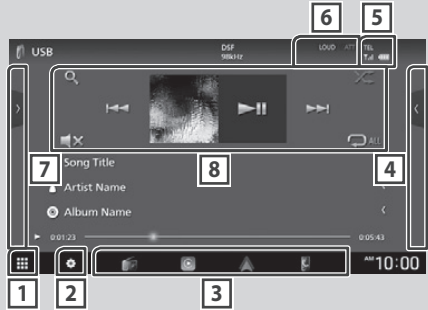 6
5
USB
DSF
98kHz
LOUD ATT TEL
ALL
7
8
4
Song Title
Artist Name
Album Name
0:01:23
0:05:43
AM 10:00
1
2
3